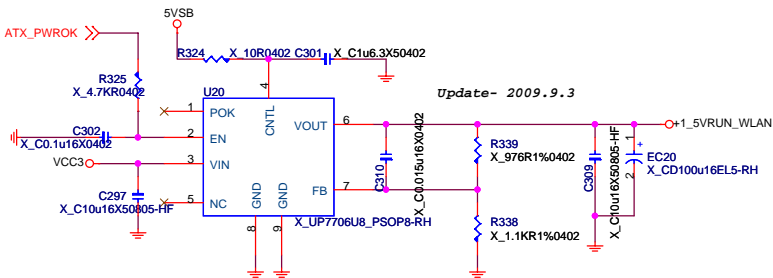 5VSB
ATX_PWROK
R324
X_10R0402
C301
X_C1u6.3X50402
R325
X_4.7KR0402
U20
4
Update- 2009.9.3
1
POK
CNTL
VOUT
6
+1_5VRUN_WLAN
C302
X_C0.1u16X0402
2
EN
VCC3
3
VIN
C310
X_C0.015u16X0402
R339
X_976R1%0402
C309
X_C10u16X50805-HF
1
+
2
EC20
X_CD100u16EL5-RH
C297
X_C10u16X50805-HF
5
NC
GND
GND
FB
7
X_UP7706U8_PSOP8-RH
8
9
R338
X_1.1KR1%0402